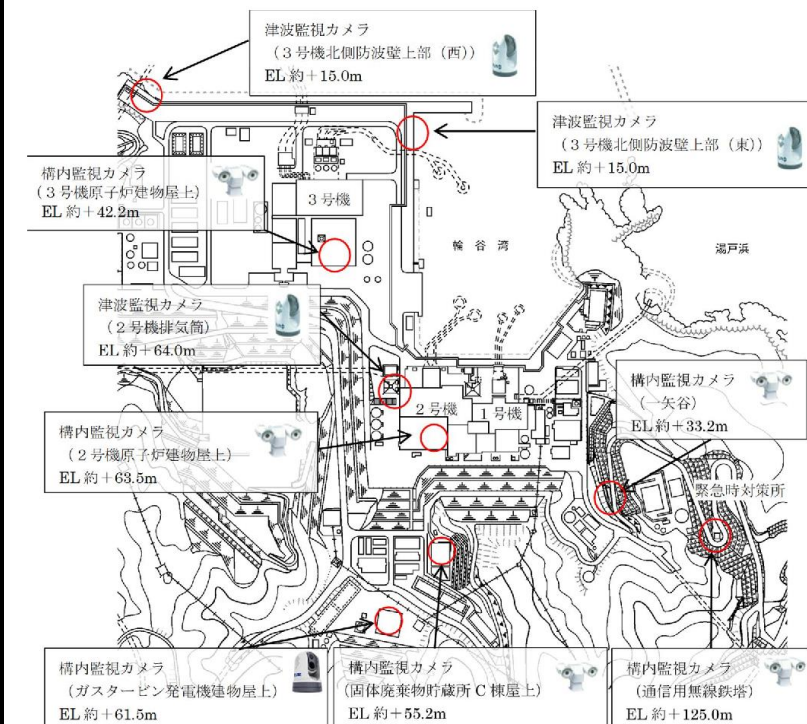 津波監視カメラ
（３号機北側防波壁上部（西））
EL 約＋15.0m
津波監視カメラ
（３号機北側防波壁上部（東））
EL 約＋15.0m
構内監視カメラ
（３号機原子炉建物屋上）
EL 約＋42.2m
３号機
輪谷湾
湯戸浜
津波監視カメラ
（２号機排気筒）
EL 約＋64.0m
構内監視カメラ
（一矢谷）
EL 約＋33.2m
２号機
１号機
構内監視カメラ
（２号機原子炉建物屋上）
EL 約＋63.5m
緊急時対策所
構内監視カメラ
（ガスタービン発電機建物屋上）
EL 約＋61.5m
構内監視カメラ
（固体廃棄物貯蔵所 C 棟屋上）
EL 約＋55.2m
構内監視カメラ
（通信用無線鉄塔）
EL 約＋125.0m